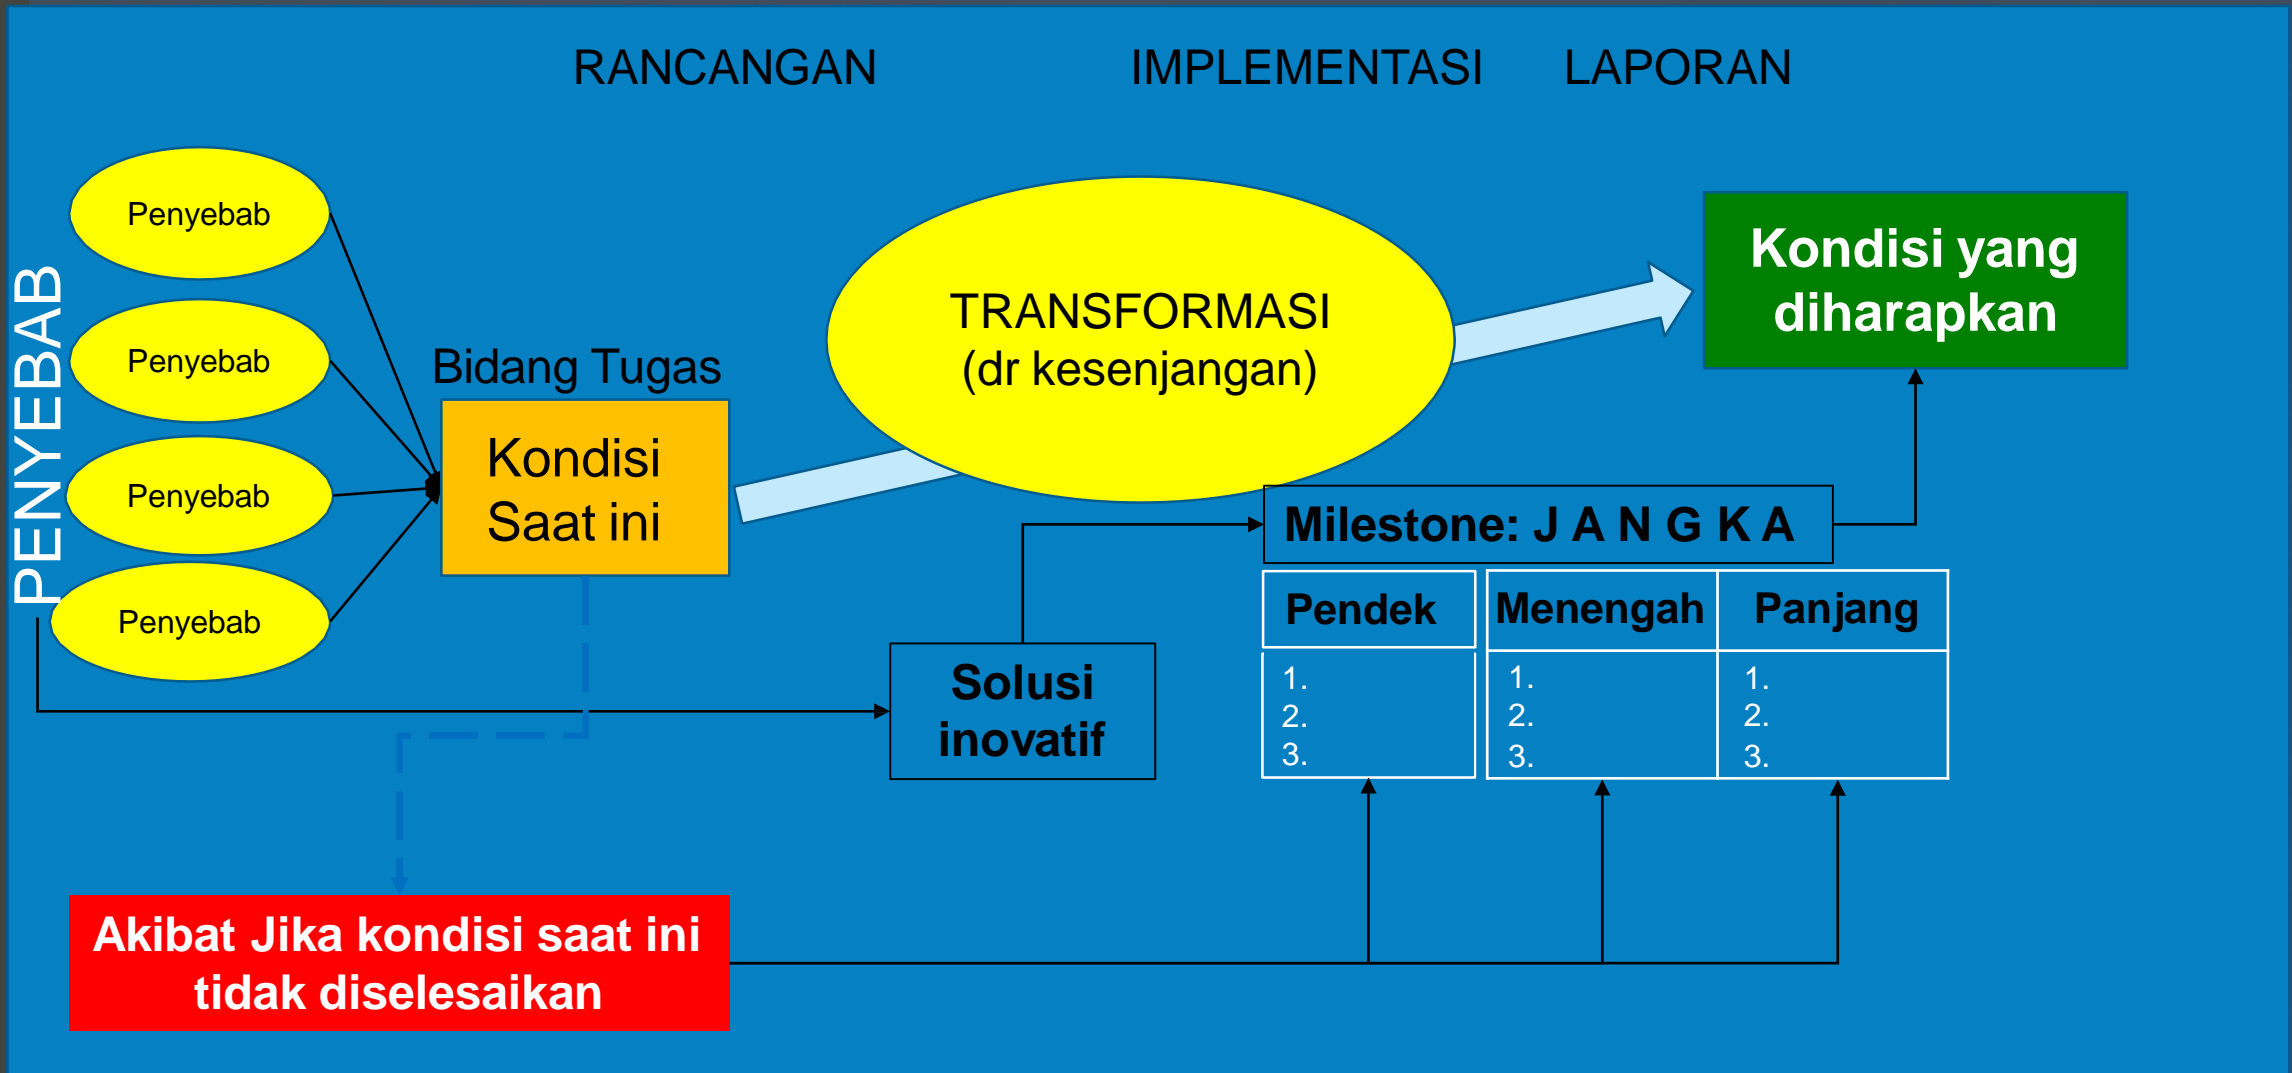 RANCANGAN IMPLEMENTASI LAPORAN
PENYEBAB
Penyebab
Penyebab
Penyebab
Penyebab
Bidang Tugas
Kondisi
Saat ini
TRANSFORMASI
(dr kesenjangan)
Kondisi yang
diharapkan
Solusi
inovatif
Milestone: J A N G K A
Pendek Menengah Panjang
1. 1. 1.
2. 2. 2.
3. 3. 3.
Akibat Jika kondisi saat ini
tidak diselesaikan